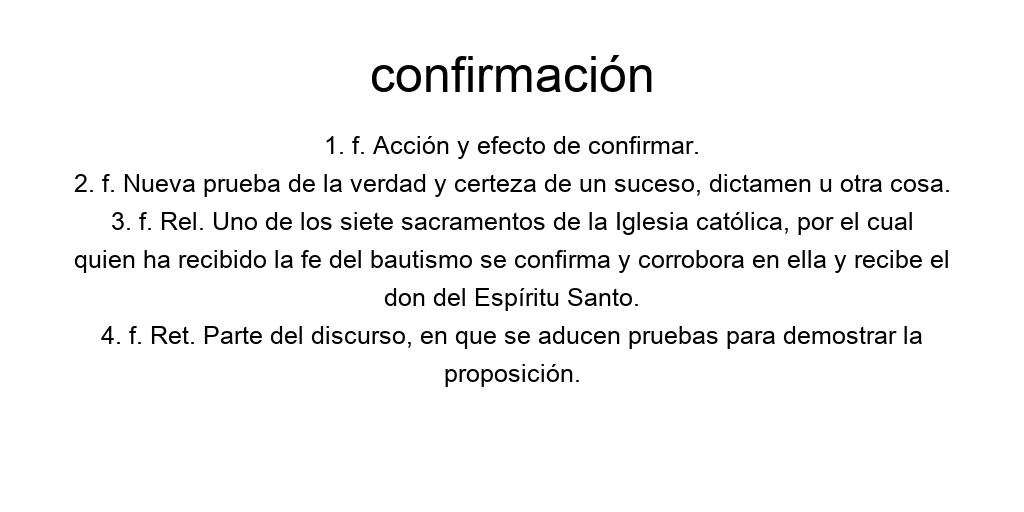 confirmación
1. f. Acción y efecto de confirmar.
2. f. Nueva prueba de la verdad y certeza de un suceso, dictamen u otra cosa.
3. f. Rel. Uno de los siete sacramentos de la Iglesia católica, por el cual
quien ha recibido la fe del bautismo se confirma y corrobora en ella y recibe el
don del Espíritu Santo.
4. f. Ret. Parte del discurso, en que se aducen pruebas para demostrar la
proposición.